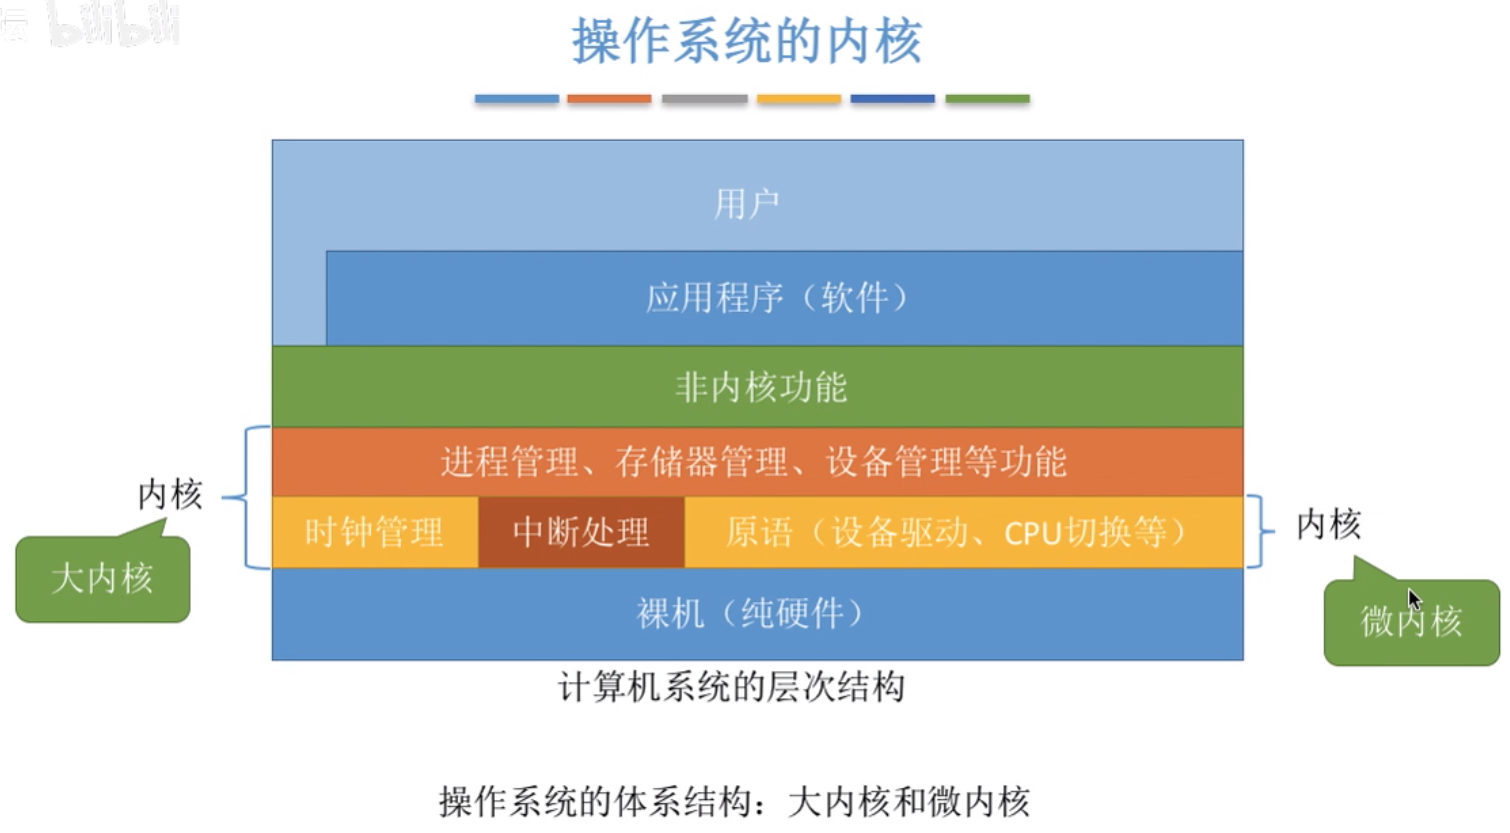 bilibili
操作系统的内核
用户
应用程序（软件）
非内核功能
进程管理、存储器管理、设备管理等功能
内核
大内核
时钟管理
中断处理
原语（设备驱动、CPU切换等）
内核
微内核
裸机（纯硬件）
计算机系统的层次结构
操作系统的体系结构：大内核和微内核